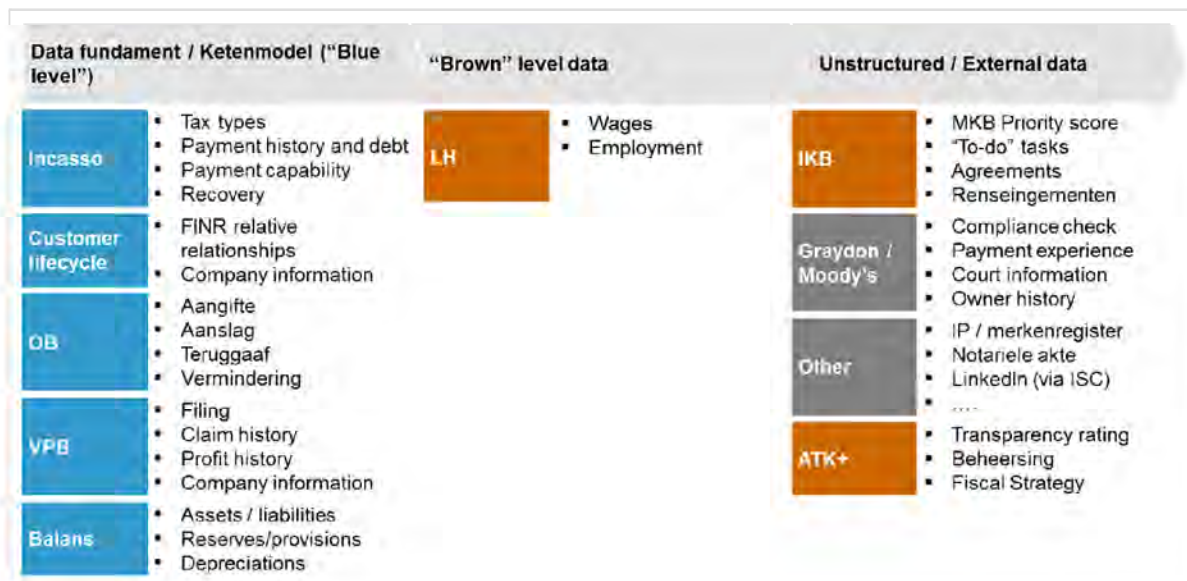 Data fundament / Ketenmodel ("Blue
level")
"Brown" level data
Unstructured / External data
Incasso
▪ Tax types
▪ Payment history and debt
▪ Payment capability
▪ Recovery
Customer
lifecycle
▪ FINR relative
relationships
▪ Company information
OB
▪ Aangifte
▪ Aanslag
▪ Teruggaaf
▪ Vermindering
VPB
▪ Filing
▪ Claim history
▪ Profit history
▪ Company information
Balans
▪ Assets / liabilities
▪ Reserves/provisions
▪ Depreciations
LH
▪ Wages
▪ Employment
IKB
▪ MKB Priority score
▪ "To-do" tasks
▪ Agreements
▪ Renseingementen
Graydon /
Moody's
▪ Compliance check
▪ Payment experience
▪ Court information
▪ Owner history
Other
▪ IP / merkenregister
▪ Notariele akte
▪ LinkedIn (via ISC)
▪ ....
ATK+
▪ Transparency rating
▪ Beheersing
▪ Fiscal Strategy